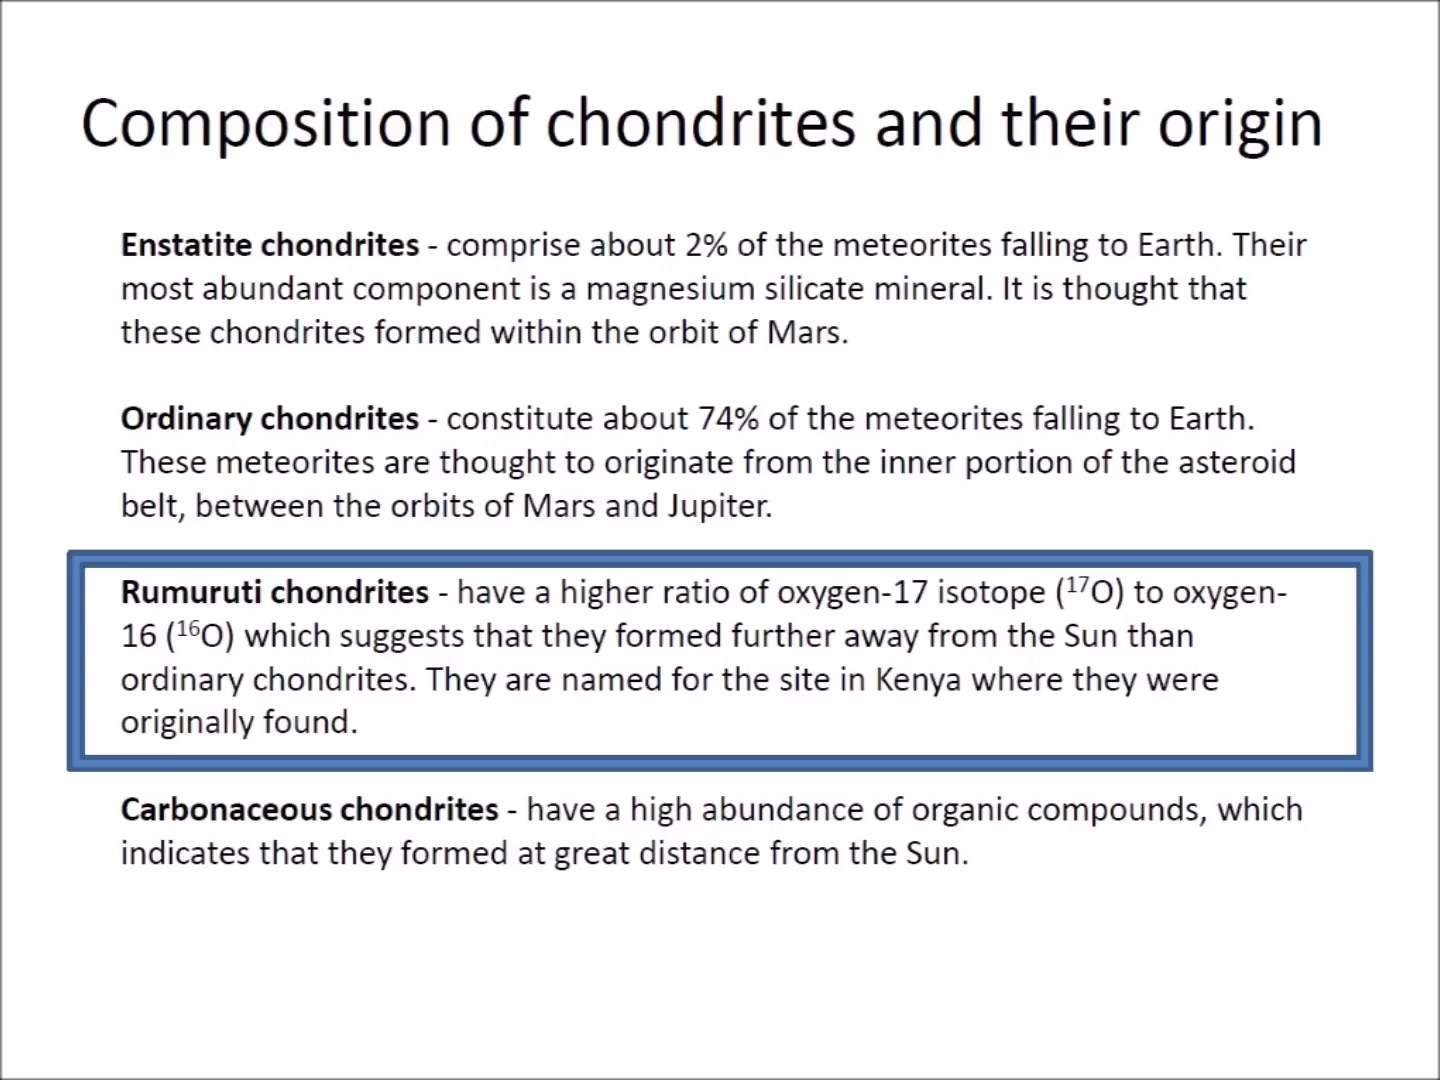 Composition of chondrites and their origin
Enstatite chondrites - comprise about 2% of the meteorites falling to Earth. Their
most abundant component is a magnesium silicate mineral. It is thought that
these chondrites formed within the orbit of Mars.
Ordinary chondrites - constitute about 74% of the meteorites falling to Earth.
These meteorites are thought to originate from the inner portion of the asteroid
belt, between the orbits of Mars and Jupiter.
Rumuruti chondrites - have a higher ratio of oxygen-17 isotope (¹⁷O) to oxygen-
16 (¹⁶O) which suggests that they formed further away from the Sun than
ordinary chondrites. They are named for the site in Kenya where they were
originally found.
Carbonaceous chondrites - have a high abundance of organic compounds, which
indicates that they formed at great distance from the Sun.